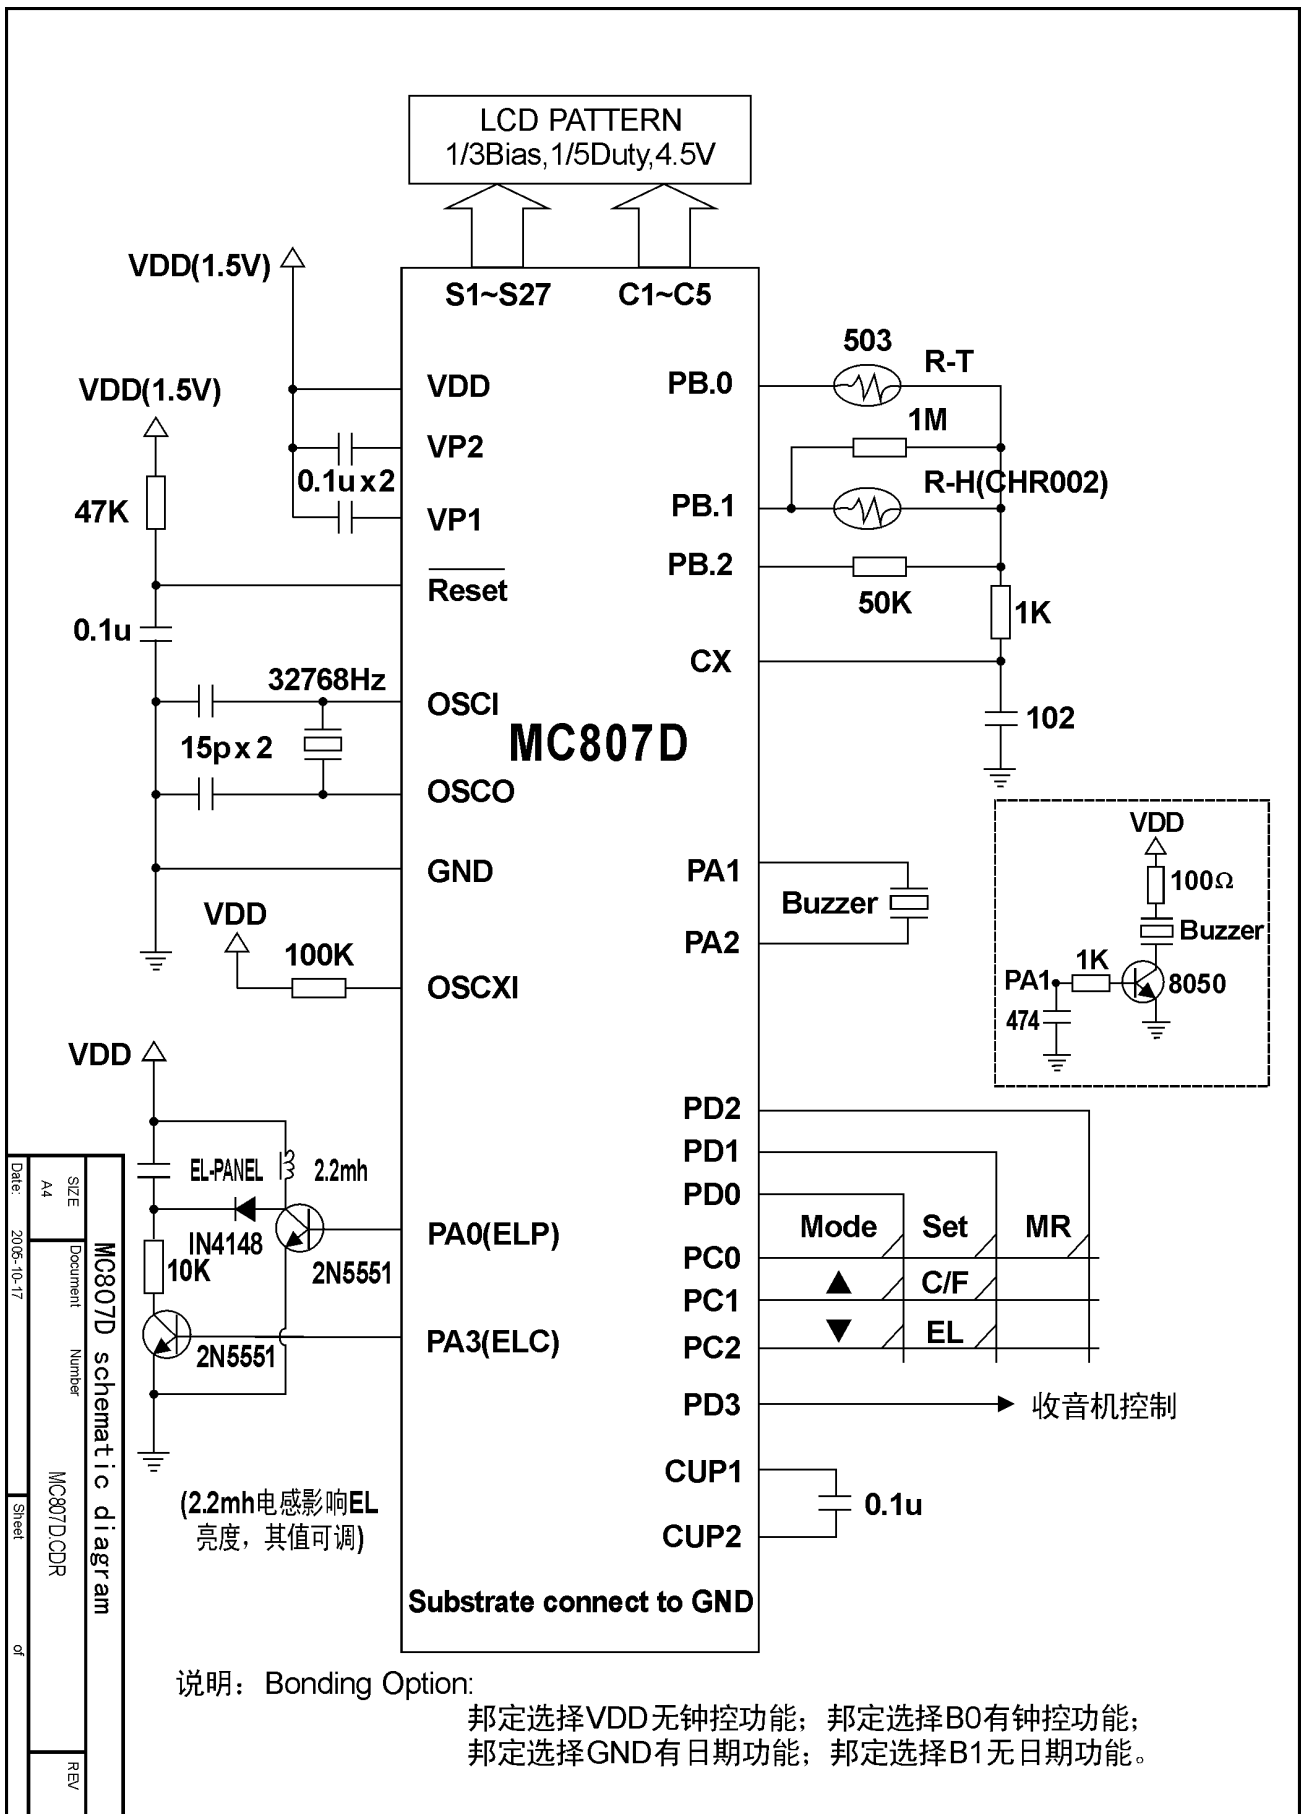 LCD PATTERN
1/3Bias,1/5Duty,4.5V
VDD(1.5V)
S1~S27
C1~C5
503
R-T
VDD
PB.0
VDD(1.5V)
1M
VP2
0.1u x 2
R-H(CHR002)
47K
VP1
PB.1
PB.2
Reset
50K
1K
0.1u
CX
32768Hz
OSCI
102
15p x 2
MC807D
OSCO
VDD
GND
PA1
100Ω
Buzzer
VDD
PA2
Buzzer
100K
1K
OSCXI
PA1
8050
474
VDD
PD2
PD1
EL-PANEL
2.2mh
PD0
Mode
Set
MR
PA0(ELP)
IN4148
PC0
10K
2N5551
▲
C/F
PC1
▼
EL
PA3(ELC)
PC2
2N5551
PD3
收音机控制
CUP1
(2.2mh电感影响EL
亮度，其值可调)
0.1u
CUP2
Substrate connect to GND
说明：Bonding Option:
邦定选择VDD无钟控功能；邦定选择B0有钟控功能；
邦定选择GND有日期功能；邦定选择B1无日期功能。
MC807D schematic diagram
SIZE
A4
Document Number
MC807D.CDR
REV
Date: 2005-10-17
Sheet of